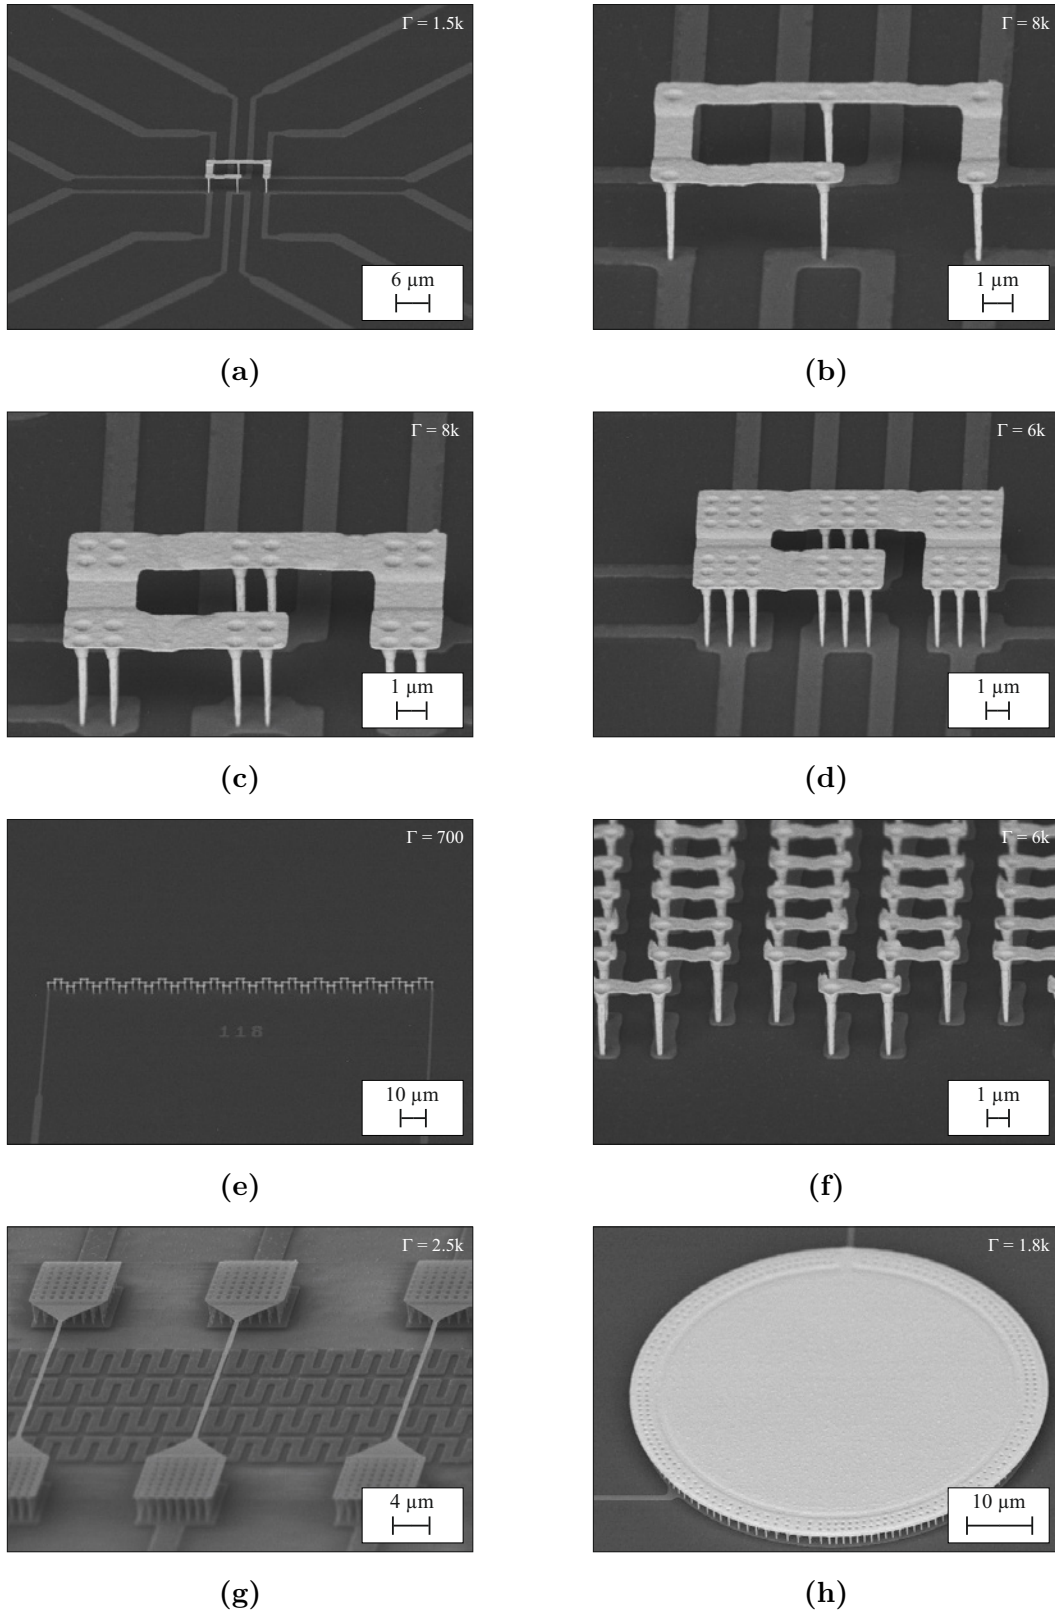 Γ = 1.5k
6 µm
(a)
Γ = 8k
1 µm
(b)
Γ = 8k
1 µm
(c)
Γ = 6k
1 µm
(d)
Γ = 700
118
10 µm
(e)
Γ = 6k
1 µm
(f)
Γ = 2.5k
4 µm
(g)
Γ = 1.8k
10 µm
(h)